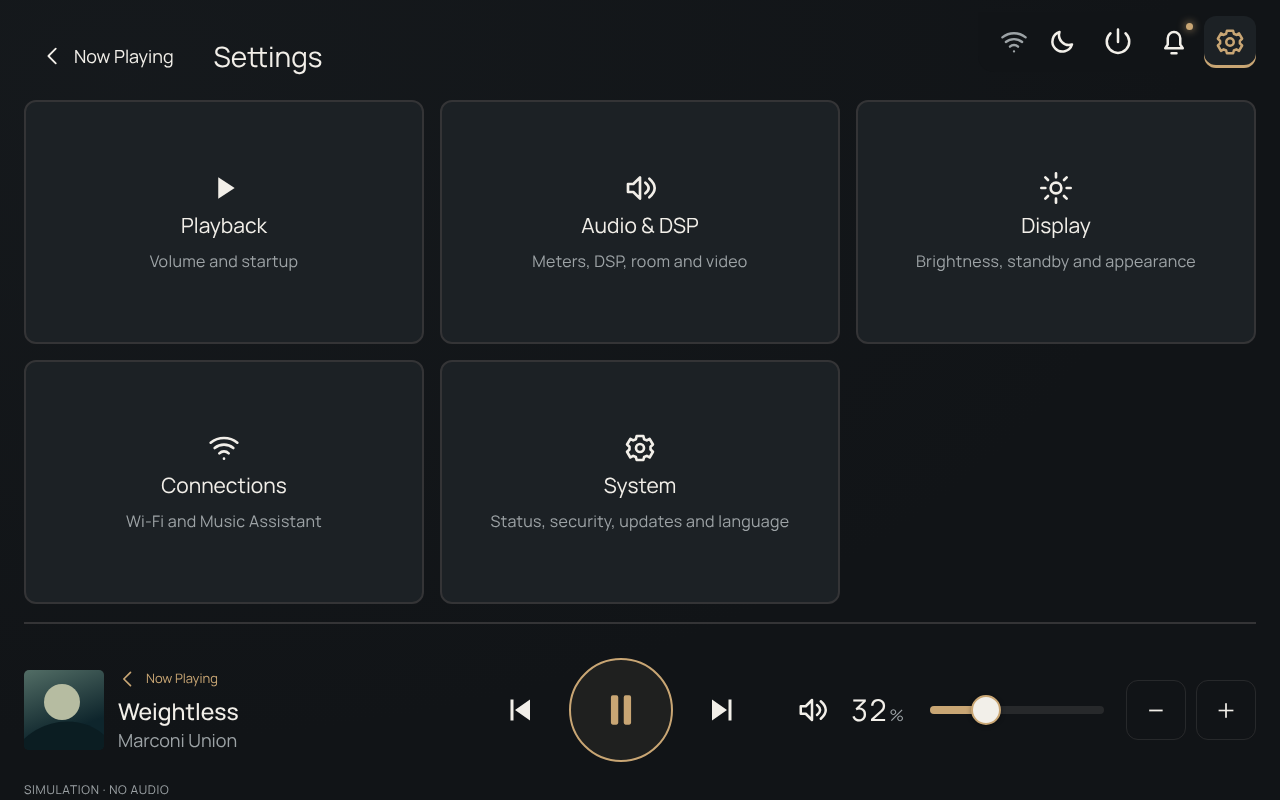 Now Playing
Settings
Playback
Volume and startup
Audio & DSP
Meters, DSP, room and video
Display
Brightness, standby and appearance
Connections
Wi-Fi and Music Assistant
System
Status, security, updates and language
Now Playing
Weightless
Marconi Union
32%
SIMULATION · NO AUDIO